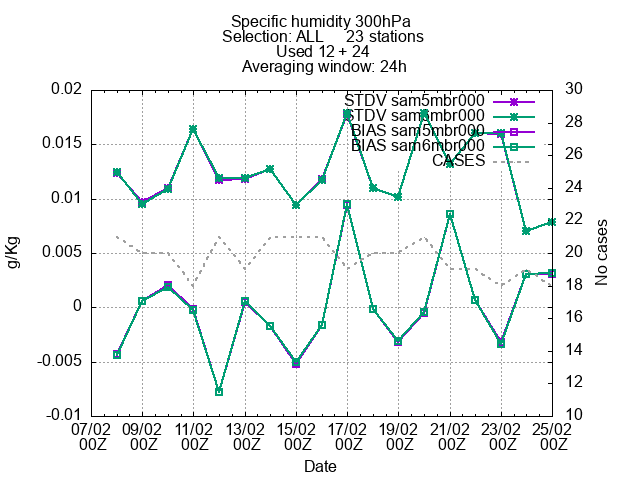 Specific humidity 300hPa
Selection: ALL     23 stations
Used 12 + 24
Averaging window: 24h
0.02
0.015
0.01
0.005
0
-0.005
-0.01
g/Kg
30
28
26
24
22
20
18
16
14
12
10
No cases
STDV sam5mbr000
STDV sam6mbr000
BIAS sam5mbr000
BIAS sam6mbr000
CASES
07/02 09/02 11/02 13/02 15/02 17/02 19/02 21/02 23/02 25/02
00Z 00Z 00Z 00Z 00Z 00Z 00Z 00Z 00Z 00Z
Date